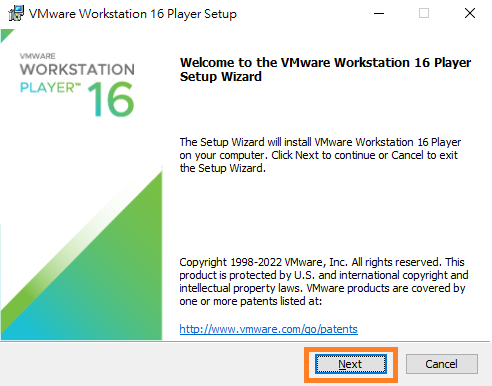 VMware Workstation 16 Player Setup
VMWARE
WORKSTATION
PLAYER™ 16
Welcome to the VMware Workstation 16 Player
Setup Wizard
The Setup Wizard will install VMware Workstation 16 Player
on your computer. Click Next to continue or Cancel to exit
the Setup Wizard.
Copyright 1998-2022 VMware, Inc. All rights reserved. This
product is protected by U.S. and international copyright and
intellectual property laws. VMware products are covered by
one or more patents listed at:
http://www.vmware.com/go/patents
Next
Cancel